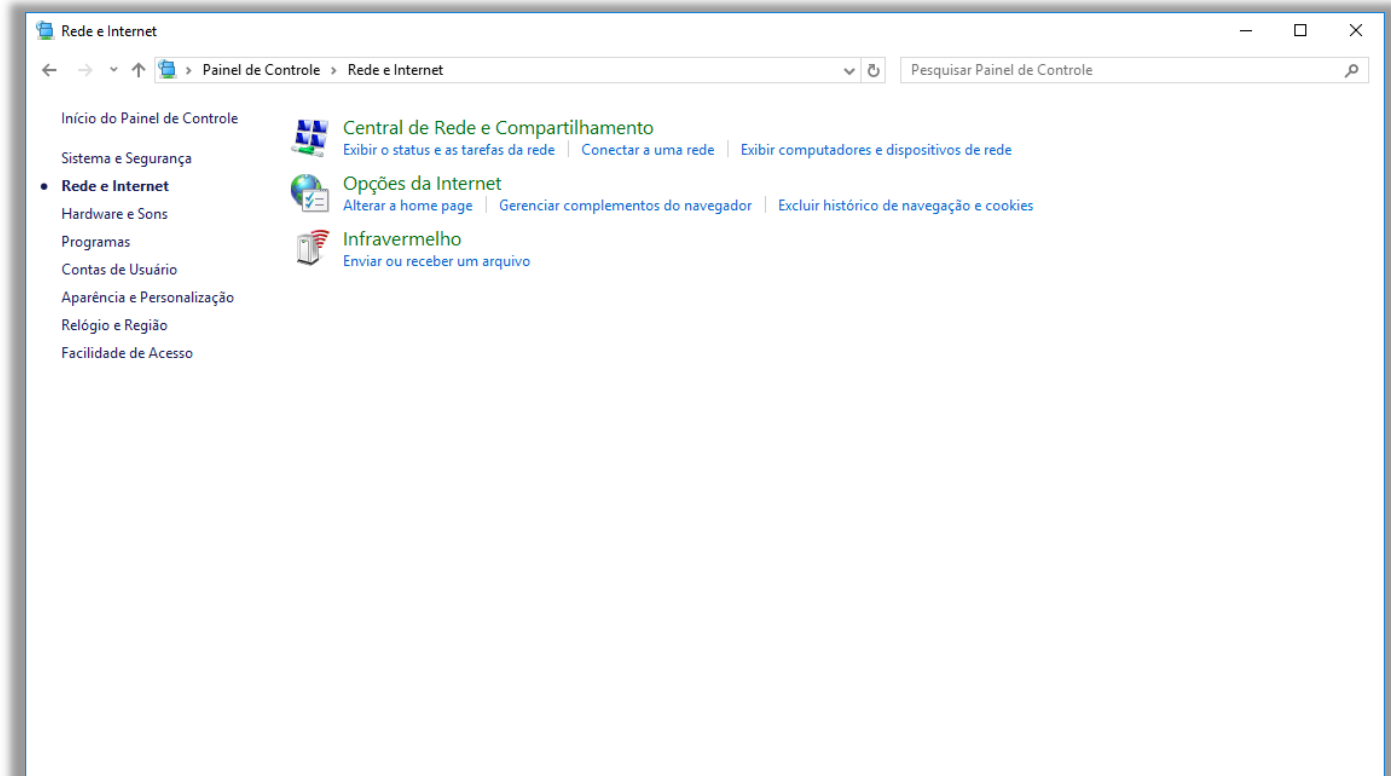 Rede e Internet
Painel de Controle › Rede e Internet
Pesquisar Painel de Controle
Início do Painel de Controle
Sistema e Segurança
Rede e Internet
Hardware e Sons
Programas
Contas de Usuário
Aparência e Personalização
Relógio e Região
Facilidade de Acesso
Central de Rede e Compartilhamento
Exibir o status e as tarefas da rede | Conectar a uma rede | Exibir computadores e dispositivos de rede
Opções da Internet
Alterar a home page | Gerenciar complementos do navegador | Excluir histórico de navegação e cookies
Infravermelho
Enviar ou receber um arquivo